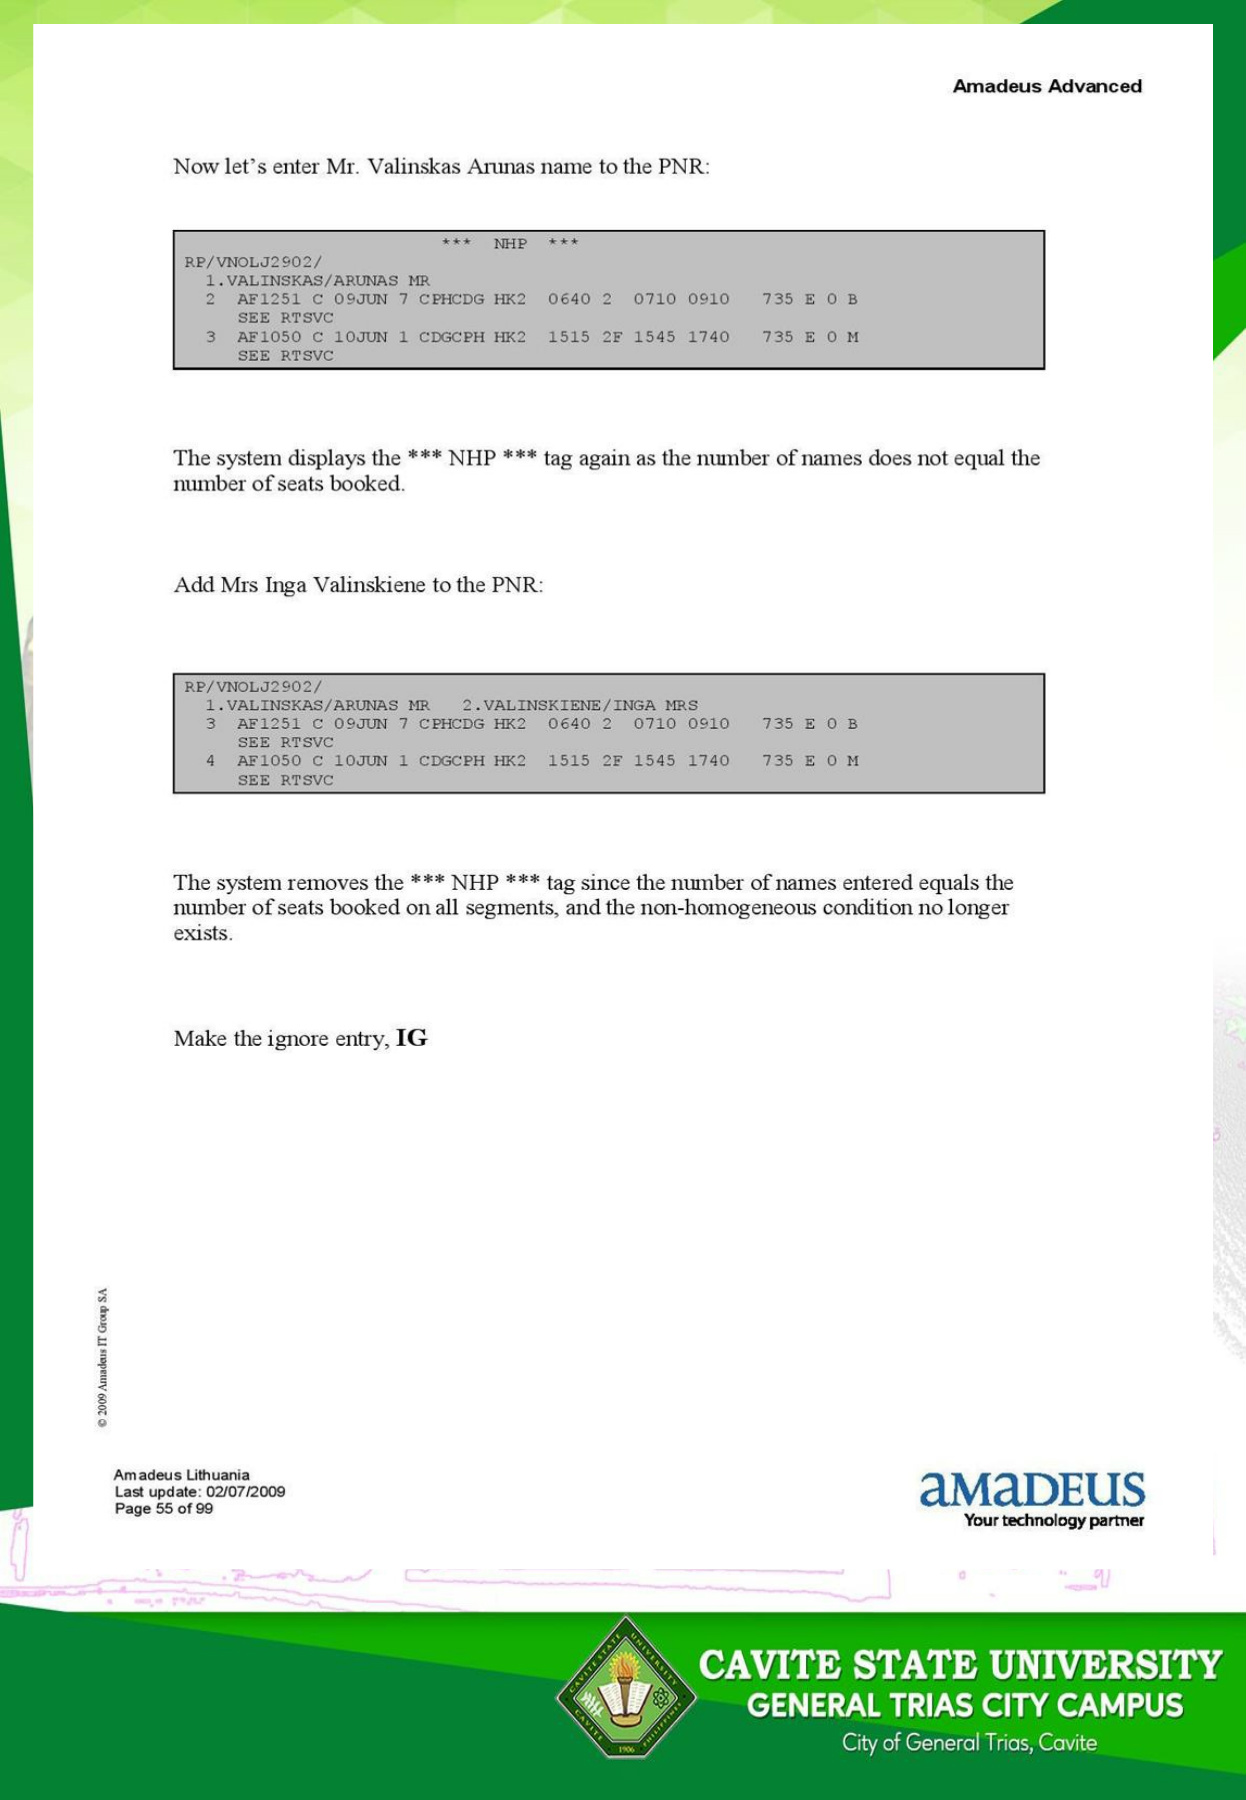 Amadeus Advanced
Now let's enter Mr. Valinskas Arunas name to the PNR:
*** NHP ***
RP/VNOLJ2902/
1.VALINSKAS/ARUNAS MR
2 AF1251 C 09JUN 7 CPHCDG HK2 0640 2 0710 0910 735 E 0 B
SEE RTSVC
3 AF1050 C 10JUN 1 CDGCPH HK2 1515 2F 1545 1740 735 E 0 M
SEE RTSVC
The system displays the *** NHP *** tag again as the number of names does not equal the
number of seats booked.
Add Mrs Inga Valinskiene to the PNR:
RP/VNOLJ2902/
1.VALINSKAS/ARUNAS MR 2.VALINSKIENE/INGA MRS
3 AF1251 C 09JUN 7 CPHCDG HK2 0640 2 0710 0910 735 E 0 B
SEE RTSVC
4 AF1050 C 10JUN 1 CDGCPH HK2 1515 2F 1545 1740 735 E 0 M
SEE RTSVC
The system removes the *** NHP *** tag since the number of names entered equals the
number of seats booked on all segments, and the non-homogeneous condition no longer
exists.
Make the ignore entry, IG
© 2009 Amadeus IT Group SA
Amadeus Lithuania
Last update: 02/07/2009
Page 55 of 99
aMaDEUS
Your technology partner
CAVITE STATE UNIVERSITY
CAVITE PHILIPPINES
1906
CAVITE STATE UNIVERSITY
GENERAL TRIAS CITY CAMPUS
City of General Trias, Cavite